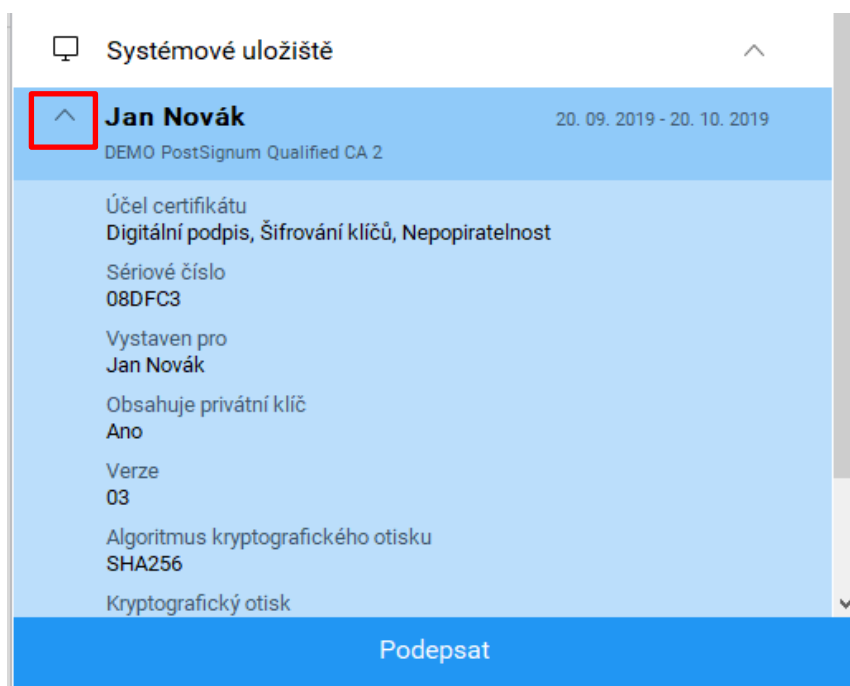 Systémové uložiště
Jan Novák
20. 09. 2019 - 20. 10. 2019
DEMO PostSignum Qualified CA 2
Účel certifikátu
Digitální podpis, Šifrování klíčů, Nepopiratelnost
Sériové číslo
08DFC3
Vystaven pro
Jan Novák
Obsahuje privátní klíč
Ano
Verze
03
Algoritmus kryptografického otisku
SHA256
Kryptografický otisk
Podepsat